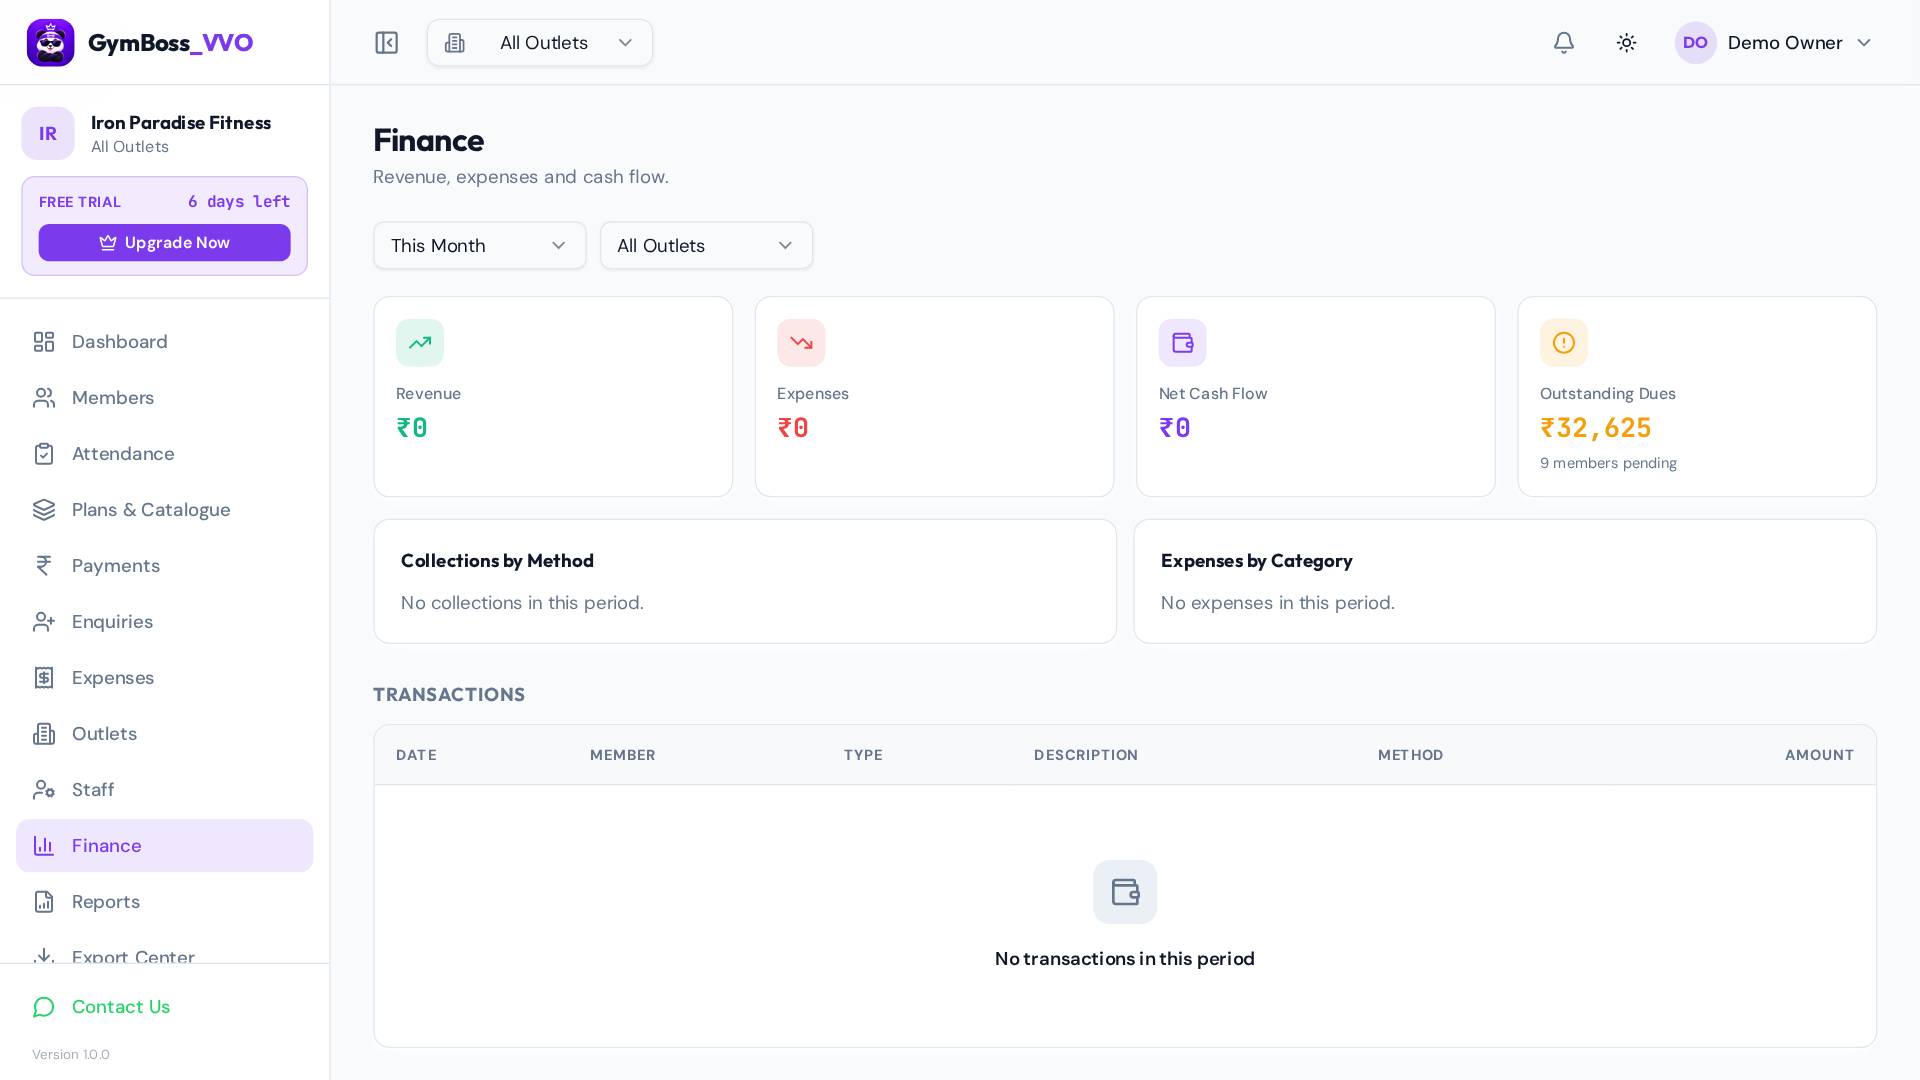 GymBoss_VVO
IR
Iron Paradise Fitness
All Outlets
FREE TRIAL
6 days left
Upgrade Now
Dashboard
Members
Attendance
Plans & Catalogue
Payments
Enquiries
Expenses
Outlets
Staff
Finance
Reports
Export Center
Contact Us
Version 1.0.0
All Outlets
DO
Demo Owner
Finance
Revenue, expenses and cash flow.
This Month
All Outlets
Revenue
₹0
Expenses
₹0
Net Cash Flow
₹0
Outstanding Dues
₹32,625
9 members pending
Collections by Method
No collections in this period.
Expenses by Category
No expenses in this period.
TRANSACTIONS
DATE MEMBER TYPE DESCRIPTION METHOD AMOUNT
No transactions in this period